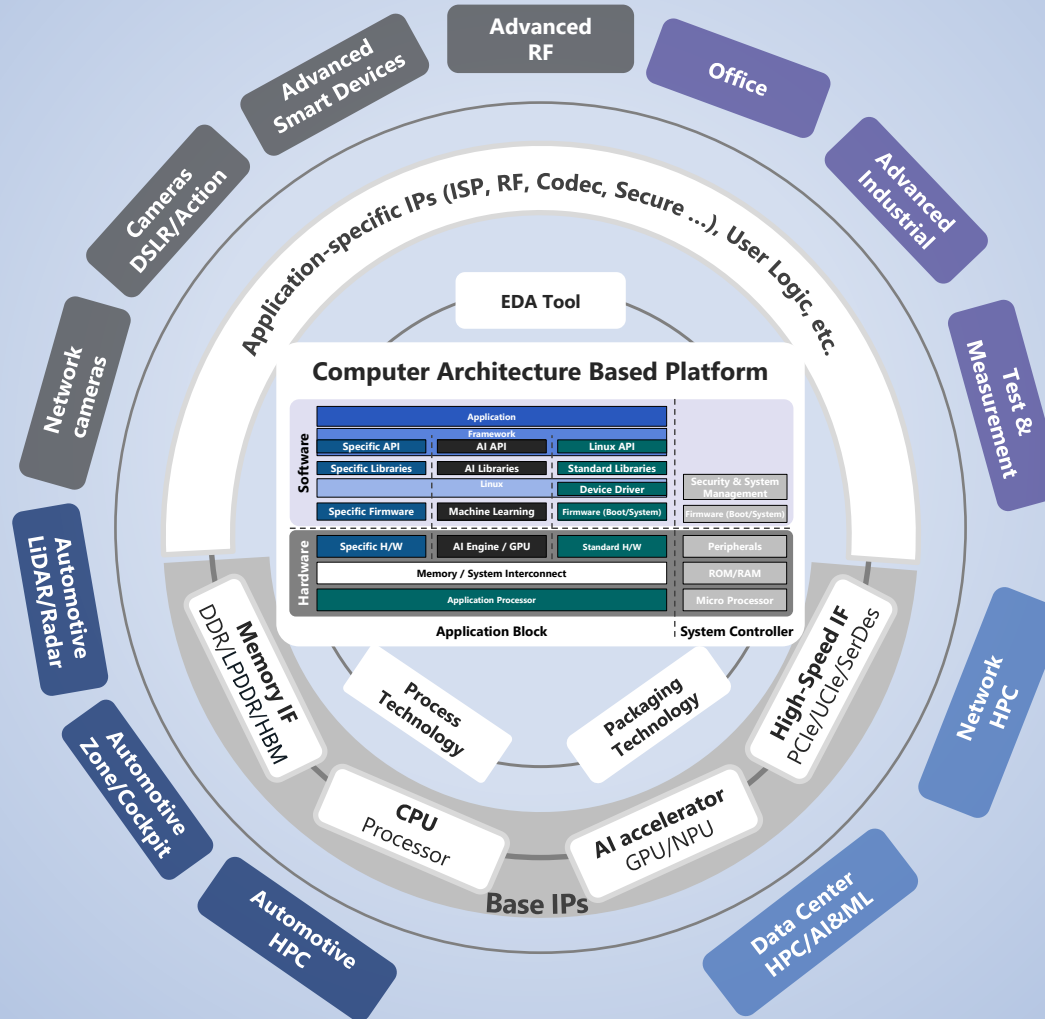 Advanced
RF
Office
Advanced
Industrial
Test &
Measurement
Network
HPC
Data Center
HPC/AI&ML
Automotive
HPC
Automotive
Zone/Cockpit
Automotive
LiDAR/Radar
Network
cameras
Cameras
DSLR/Action
Advanced
Smart Devices
Application-specific IPs (ISP, RF, Codec, Secure ...), User Logic, etc.
EDA Tool
Computer Architecture Based Platform
Software
Application
Framework
Specific API
AI API
Linux API
Specific Libraries
AI Libraries
Standard Libraries
Linux
Device Driver
Specific Firmware
Machine Learning
Firmware (Boot/System)
Security & System
Management
Firmware (Boot/System)
Hardware
Specific H/W
AI Engine / GPU
Standard H/W
Peripherals
Memory / System Interconnect
ROM/RAM
Application Processor
Micro Processor
Application Block
System Controller
Process
Technology
Packaging
Technology
Memory IF
DDR/LPDDR/HBM
CPU
Processor
AI accelerator
GPU/NPU
High-Speed IF
PCIe/UCIe/SerDes
Base IPs